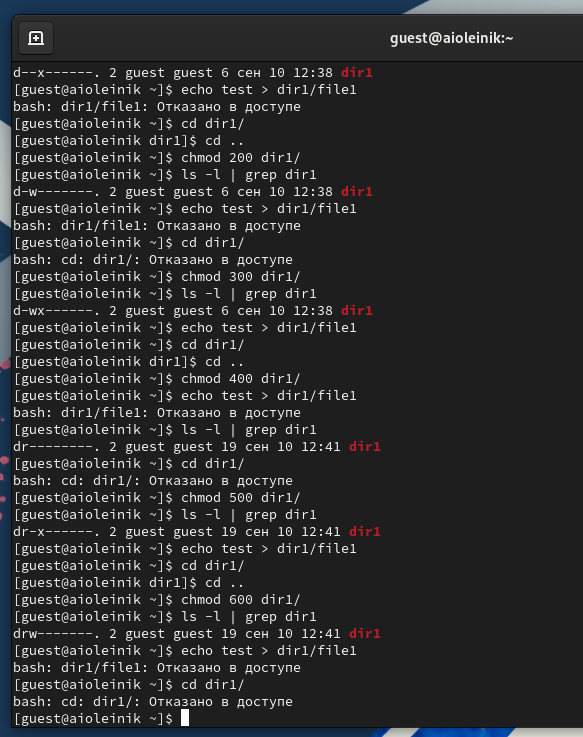 guest@aioleinik:~
d--x------. 2 guest guest 6 сен 10 12:38 dir1
[guest@aioleinik ~]$ echo test > dir1/file1
bash: dir1/file1: Отказано в доступе
[guest@aioleinik ~]$ cd dir1/
[guest@aioleinik dir1]$ cd ..
[guest@aioleinik ~]$ chmod 200 dir1/
[guest@aioleinik ~]$ ls -l | grep dir1
d-w-------. 2 guest guest 6 сен 10 12:38 dir1
[guest@aioleinik ~]$ echo test > dir1/file1
bash: dir1/file1: Отказано в доступе
[guest@aioleinik ~]$ cd dir1/
bash: cd: dir1/: Отказано в доступе
[guest@aioleinik ~]$ chmod 300 dir1/
[guest@aioleinik ~]$ ls -l | grep dir1
d-wx------. 2 guest guest 6 сен 10 12:38 dir1
[guest@aioleinik ~]$ echo test > dir1/file1
[guest@aioleinik ~]$ cd dir1/
[guest@aioleinik dir1]$ cd ..
[guest@aioleinik ~]$ chmod 400 dir1/
[guest@aioleinik ~]$ echo test > dir1/file1
bash: dir1/file1: Отказано в доступе
[guest@aioleinik ~]$ ls -l | grep dir1
dr--------. 2 guest guest 19 сен 10 12:41 dir1
[guest@aioleinik ~]$ cd dir1/
bash: cd: dir1/: Отказано в доступе
[guest@aioleinik ~]$ chmod 500 dir1/
[guest@aioleinik ~]$ ls -l | grep dir1
dr-x------. 2 guest guest 19 сен 10 12:41 dir1
[guest@aioleinik ~]$ echo test > dir1/file1
[guest@aioleinik ~]$ cd dir1/
[guest@aioleinik dir1]$ cd ..
[guest@aioleinik ~]$ chmod 600 dir1/
[guest@aioleinik ~]$ ls -l | grep dir1
drw-------. 2 guest guest 19 сен 10 12:41 dir1
[guest@aioleinik ~]$ echo test > dir1/file1
bash: dir1/file1: Отказано в доступе
[guest@aioleinik ~]$ cd dir1/
bash: cd: dir1/: Отказано в доступе
[guest@aioleinik ~]$